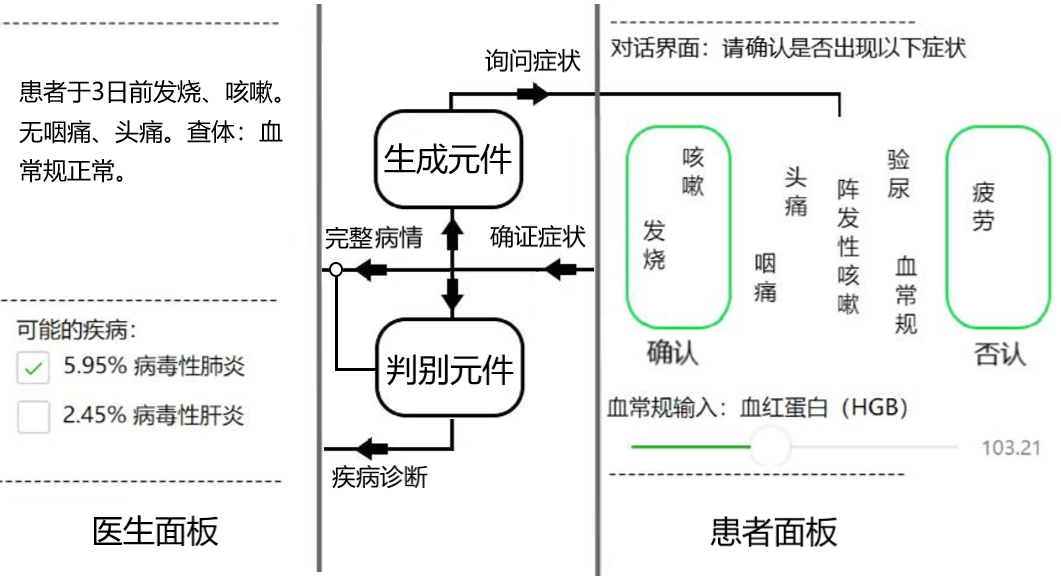 患者于3日前发烧、咳嗽。
无咽痛、头痛。查体：血
常规正常。
可能的疾病：
5.95% 病毒性肺炎
2.45% 病毒性肝炎
医生面板
询问症状
生成元件
完整病情
确证症状
判别元件
疾病诊断
对话界面：请确认是否出现以下症状
咳嗽
发烧
确认
头痛
咽痛
阵发性咳嗽
验尿
血常规
疲劳
否认
血常规输入：血红蛋白（HGB）
103.21
患者面板